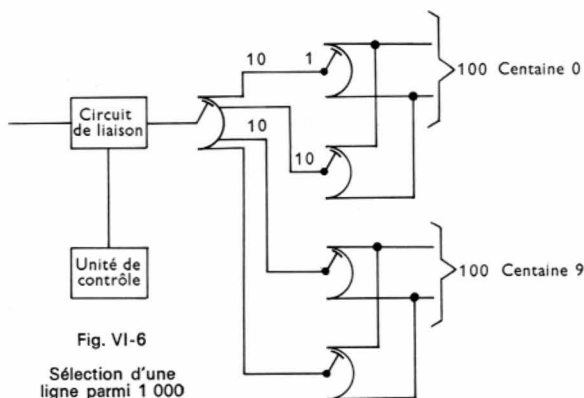 10
1
100 Centaine 0
Circuit
de liaison
10
10
Unité de
contrôle
100 Centaine 9
Fig. VI-6
Sélection d'une
ligne parmi 1 000